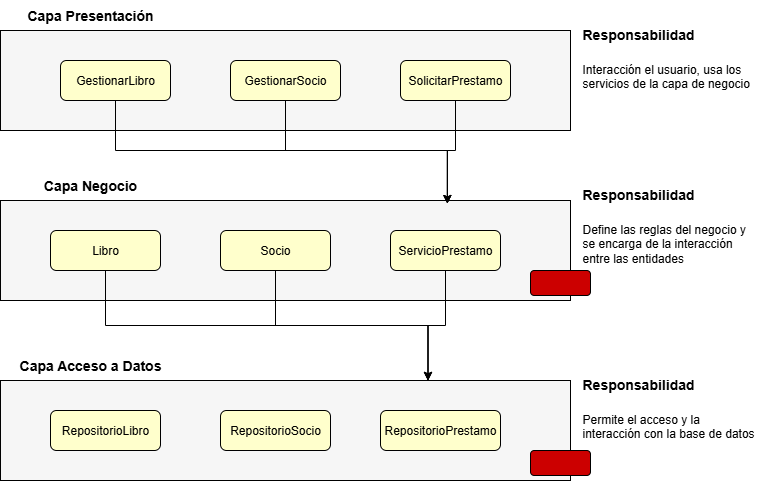 Capa Presentación
Responsabilidad
Interacción el usuario, usa los
servicios de la capa de negocio
GestionarLibro
GestionarSocio
SolicitarPrestamo
Capa Negocio
Responsabilidad
Define las reglas del negocio y
se encarga de la interacción
entre las entidades
Libro
Socio
ServicioPrestamo
Capa Acceso a Datos
Responsabilidad
Permite el acceso y la
interacción con la base de datos
RepositorioLibro
RepositorioSocio
RepositorioPrestamo